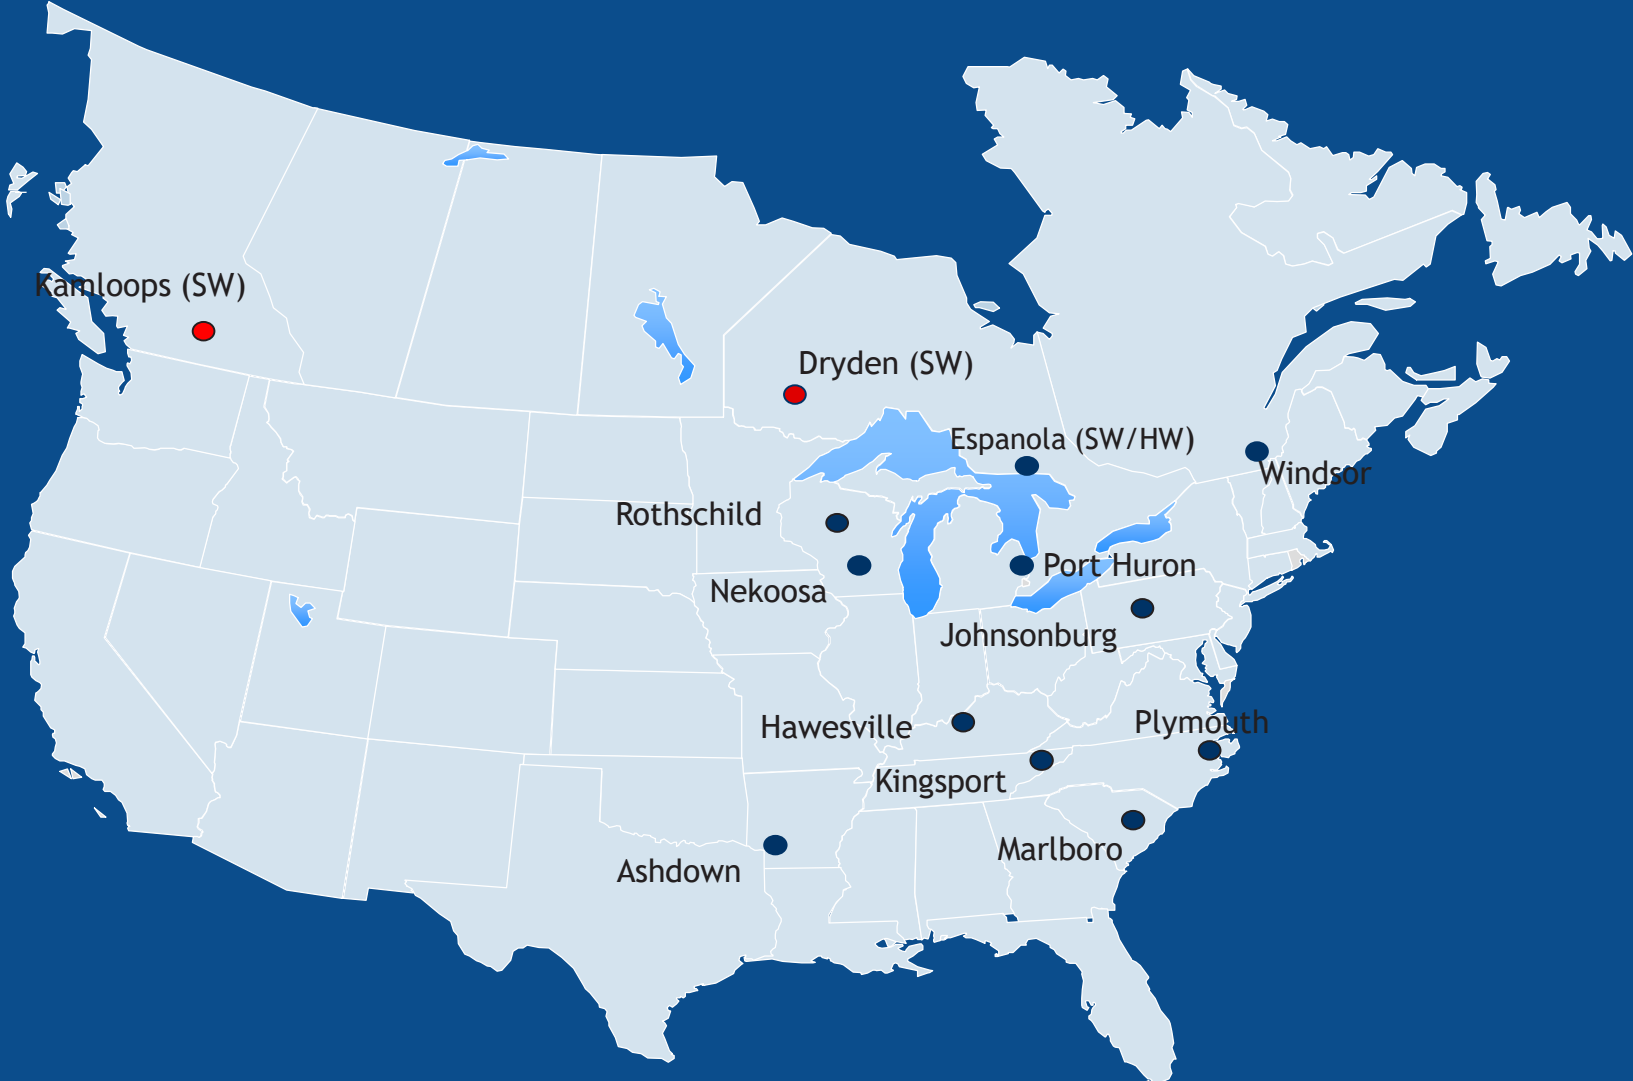 Kamloops (SW)
Dryden (SW)
Espanola (SW/HW)
Windsor
Rothschild
Port Huron
Nekoosa
Johnsonburg
Plymouth
Hawesville
Kingsport
Marlboro
Ashdown